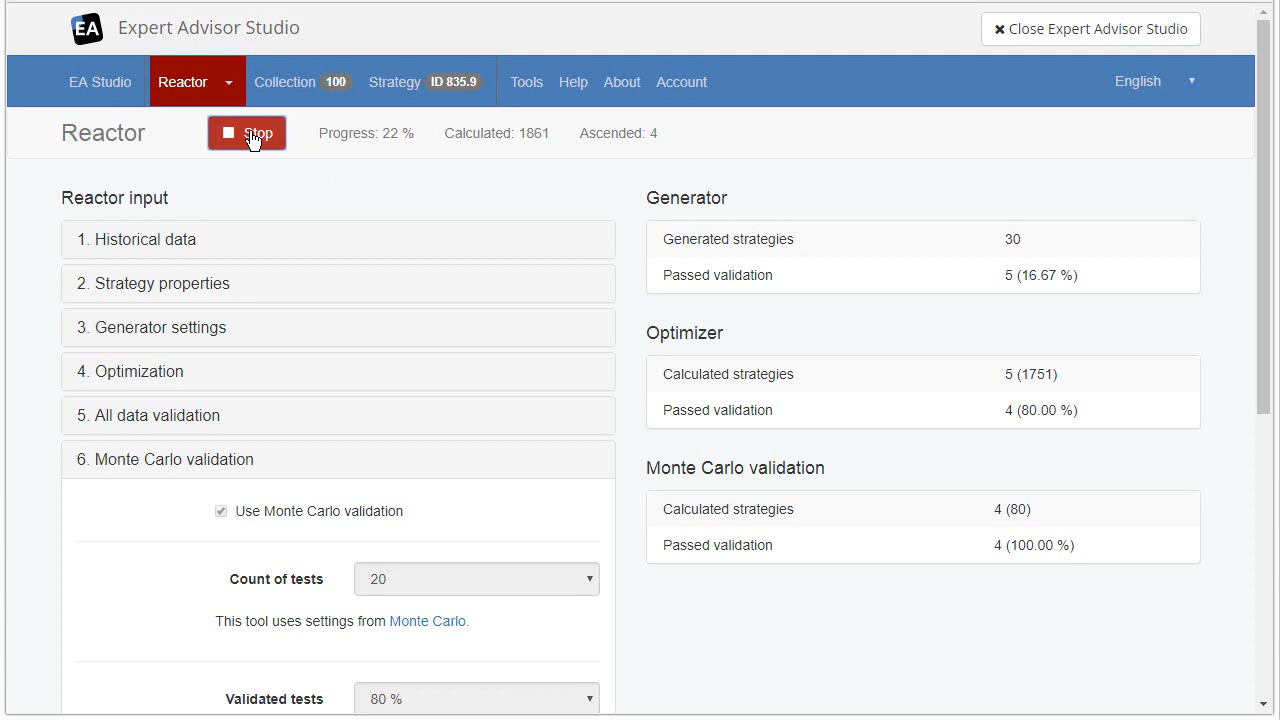 EA Expert Advisor Studio
✖ Close Expert Advisor Studio
EA Studio Reactor Collection 100 Strategy ID 835.9 Tools Help About Account English
Reactor Stop Progress: 22 % Calculated: 1861 Ascended: 4
Reactor input
1. Historical data
2. Strategy properties
3. Generator settings
4. Optimization
5. All data validation
6. Monte Carlo validation
Use Monte Carlo validation
Count of tests 20
This tool uses settings from Monte Carlo.
Validated tests 80 %
Generator
Generated strategies 30
Passed validation 5 (16.67 %)
Optimizer
Calculated strategies 5 (1751)
Passed validation 4 (80.00 %)
Monte Carlo validation
Calculated strategies 4 (80)
Passed validation 4 (100.00 %)